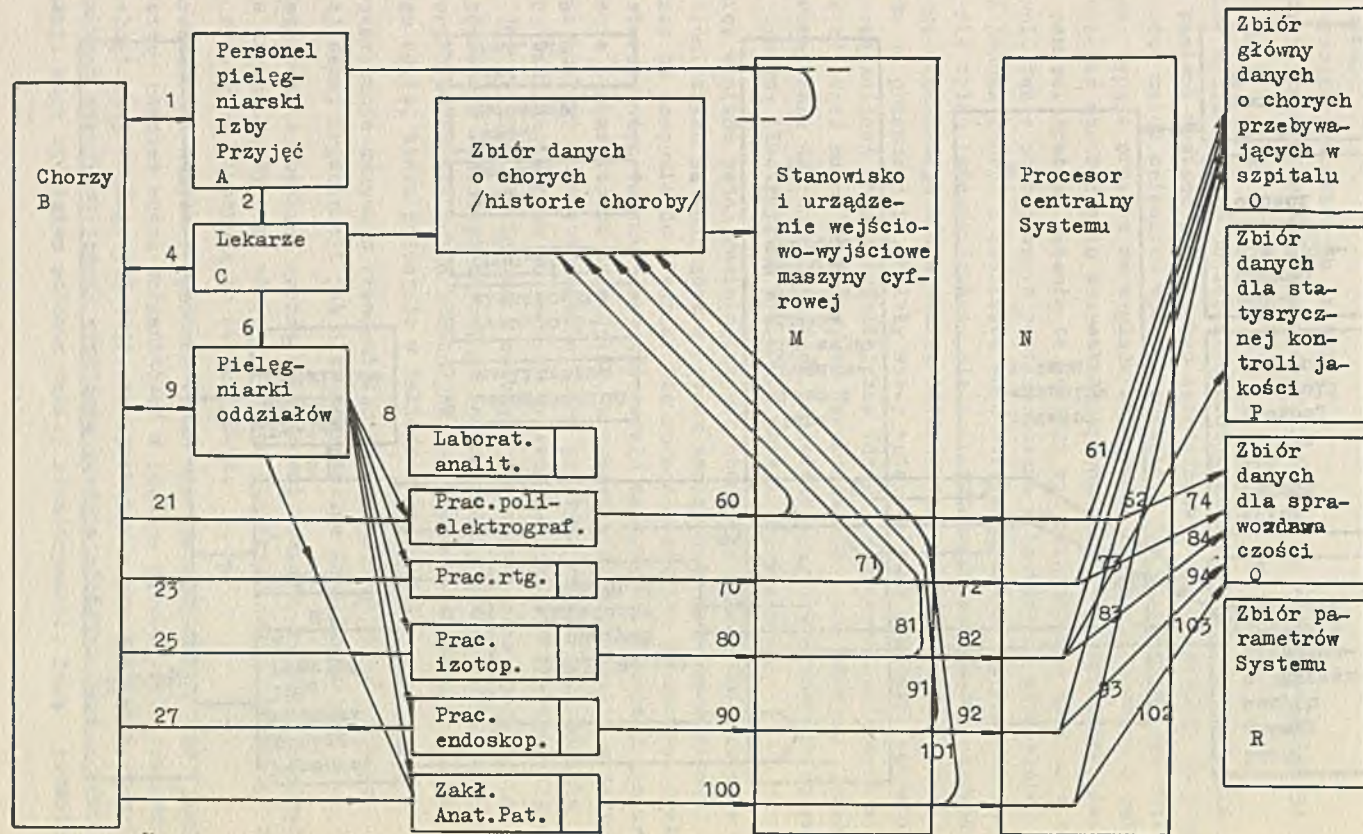 Chorzy
B
1
Personel
pielęg-
niarski
Izby
Przyjęć
A
2
4
Lekarze
C
6
9
Pielęg-
niarki
oddziałów
8
Zbiór danych
o chorych
/historie choroby/
Laborat.
analit.
21
Prac.poli-
elektrograf.
60
23
Prac.rtg.
70
25
Prac.
izotop.
80
27
Prac.
endoskop.
90
Zakł.
Anat.Pat.
100
Stanowisko
i urządze-
nie wejścio-
wo-wyjściowe
maszyny cyf-
rowej
M
71
81
91
101
72
82
92
Procesor
centralny
Systemu
N
61
62
74
73
84
83
94
103
93
102
Zbiór
główny
danych
o chorych
przebywa-
jących w
szpitalu
O
Zbiór
danych
dla sta-
tysrycz-
nej kon-
troli ja-
kości
P
Zbiór
danych
dla spra-
wozdaw
czości
Q
Zbiór pa-
rametrów
Systemu
R